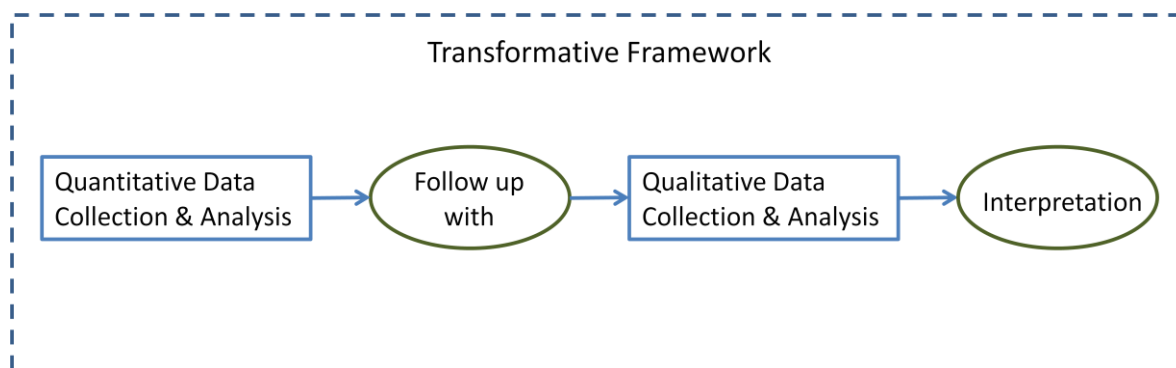 Transformative Framework
Quantitative Data
Collection & Analysis
Follow up
with
Qualitative Data
Collection & Analysis
Interpretation